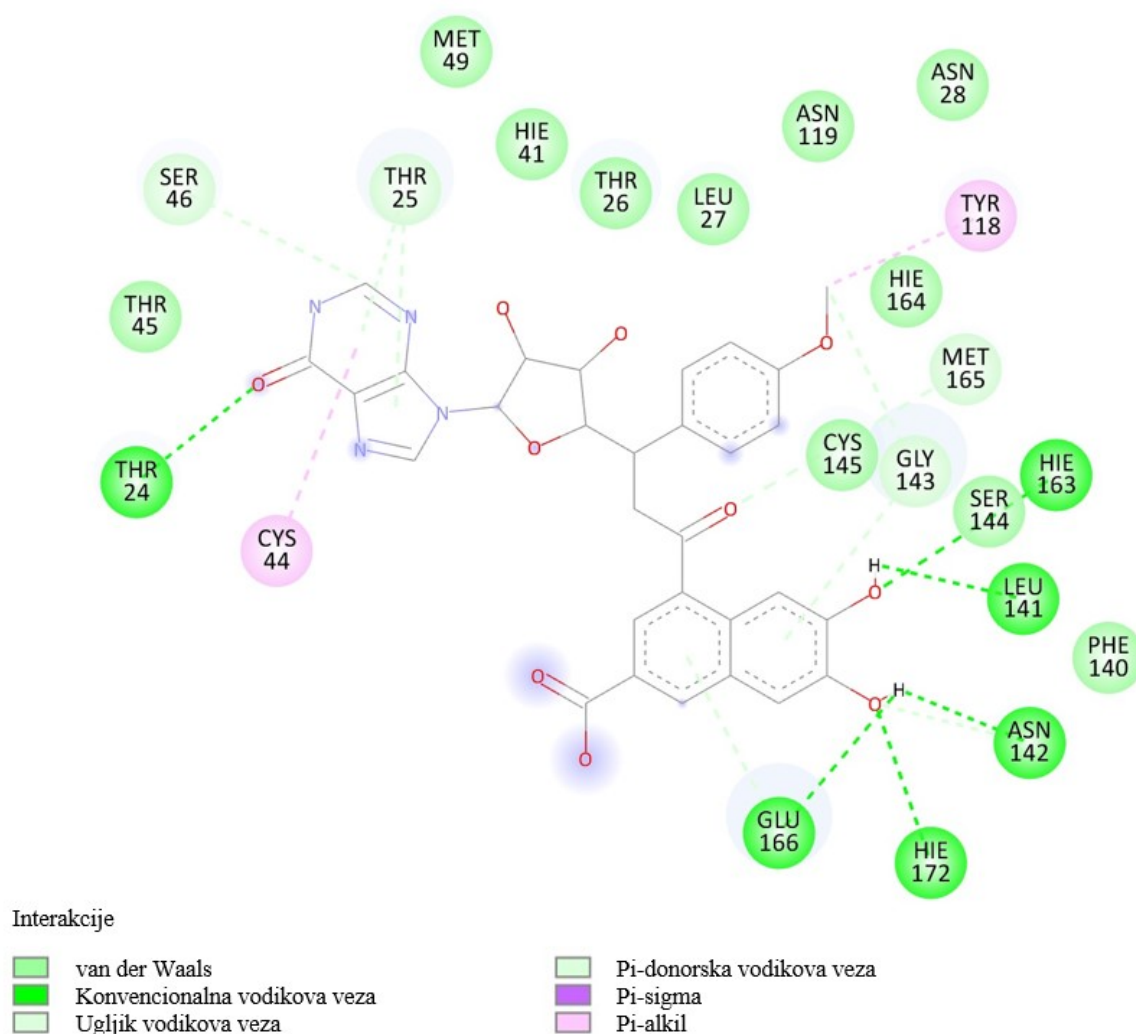 MET
49
ASN
28
ASN
119
HIE
41
SER
46
THR
25
THR
26
LEU
27
TYR
118
HIE
164
THR
45
N
N
O
O
O
MET
165
O
N
N
O
THR
24
CYS
145
GLY
143
HIE
163
SER
144
O
CYS
44
H
O
LEU
141
PHE
140
O
H
O
ASN
142
O
GLU
166
HIE
172
Interakcije
van der Waals
Konvencionalna vodikova veza
Ugljik vodikova veza
Pi-donorska vodikova veza
Pi-sigma
Pi-alkil